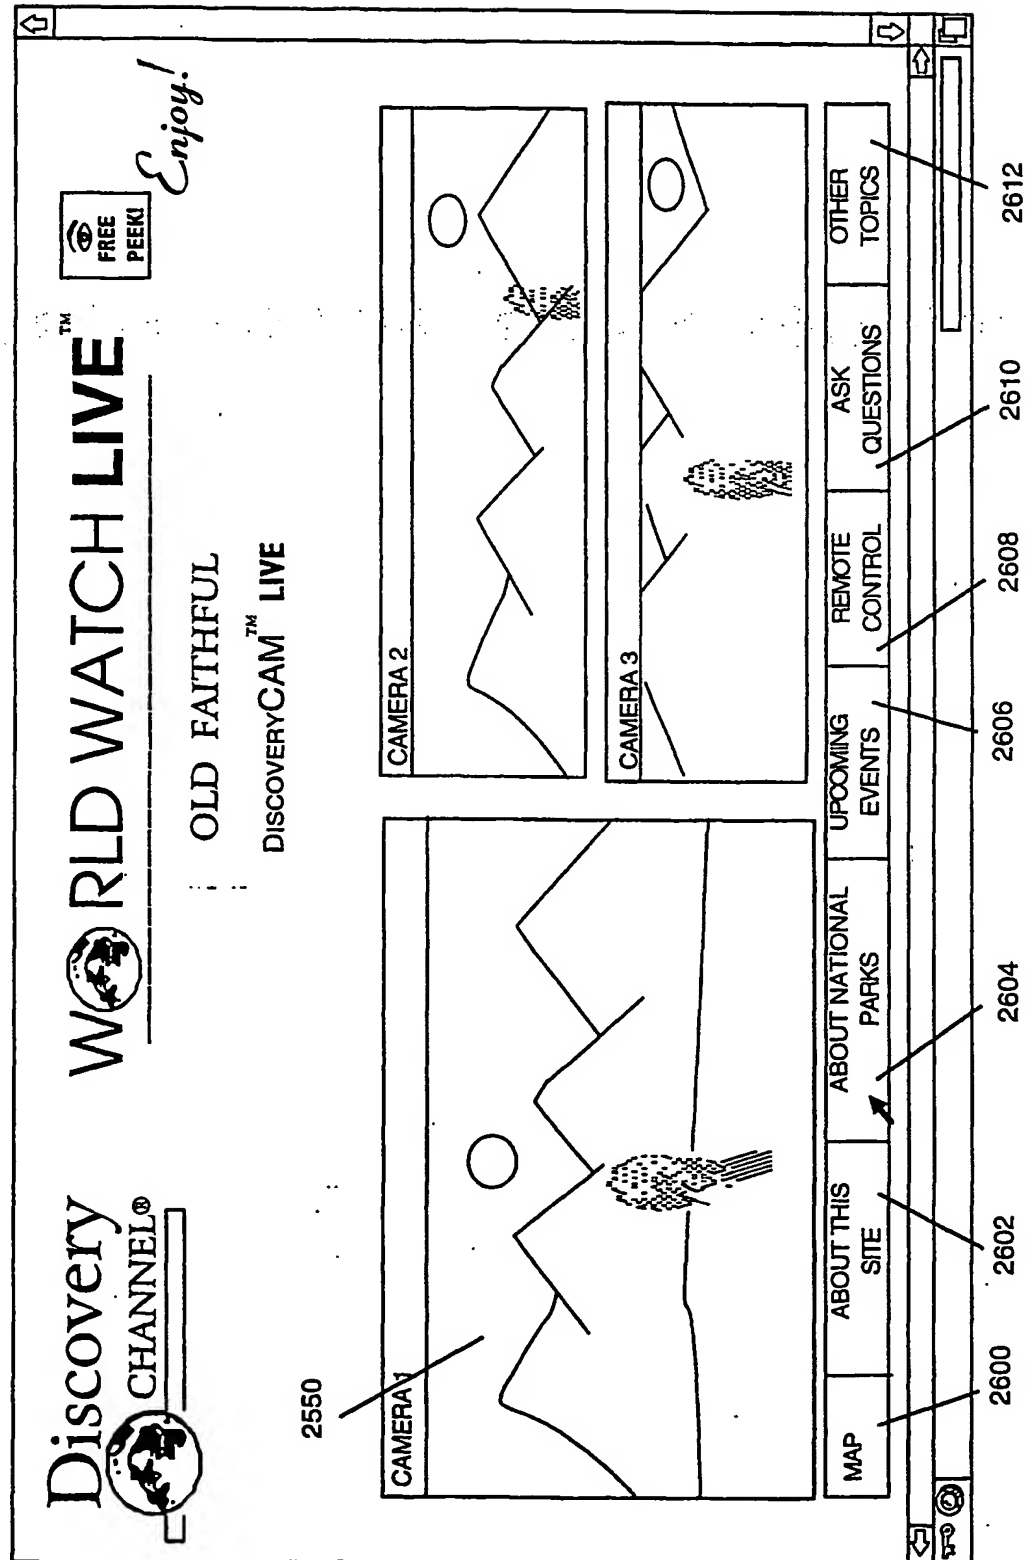 Discovery
CHANNEL®
WORLD WATCH LIVE™
FREE
PEEK!
Enjoy!
OLD FAITHFUL
DISCOVERYCAM™ LIVE
2550
CAMERA 1
CAMERA 2
CAMERA 3
MAP
ABOUT THIS
SITE
ABOUT NATIONAL
PARKS
UPCOMING
EVENTS
REMOTE
CONTROL
ASK
QUESTIONS
OTHER
TOPICS
2600
2602
2604
2606
2608
2610
2612